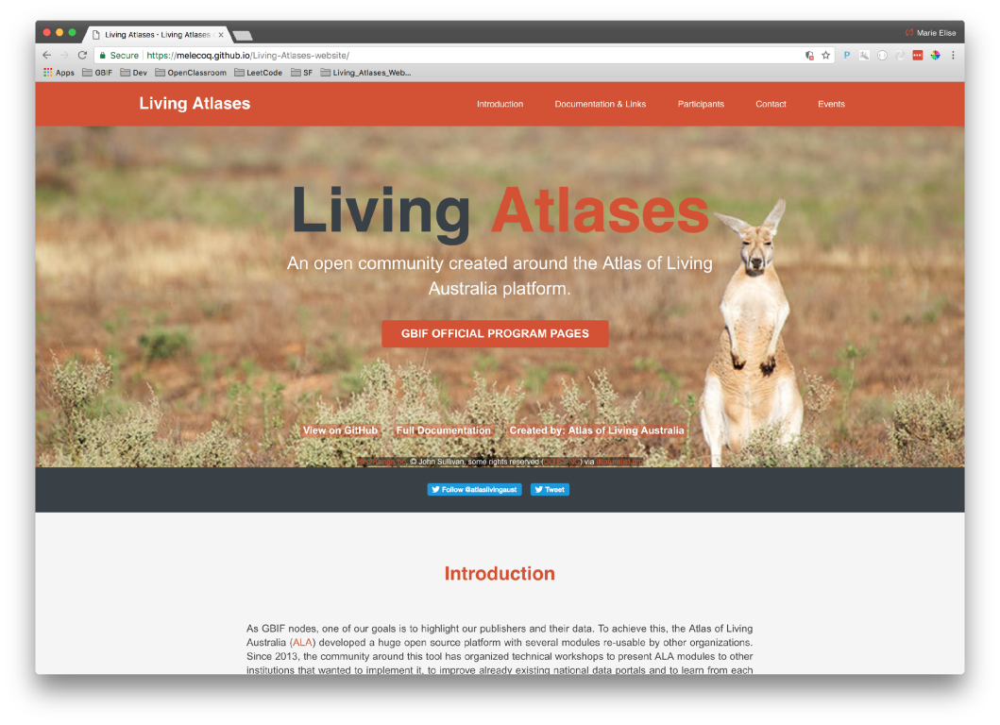 Living Atlases · Living Atlases
Marie Elise
Secure
https://melecoq.github.io/Living-Atlases-website/
Apps GBIF Dev OpenClassroom LeetCode SF Living_Atlases_Web...
Living Atlases
Introduction Documentation & Links Participants Contact Events
Living Atlases
An open community created around the Atlas of Living
Australia platform.
GBIF OFFICIAL PROGRAM PAGES
View on GitHub Full Documentation Created by: Atlas of Living Australia
© John Sullivan, some rights reserved ( ) via
Follow @atlaslivingaust Tweet
Introduction
As GBIF nodes, one of our goals is to highlight our publishers and their data. To achieve this, the Atlas of Living
Australia (ALA) developed a huge open source platform with several modules re-usable by other organizations.
Since 2013, the community around this tool has organized technical workshops to present ALA modules to other
institutions that wanted to implement it, to improve already existing national data portals and to learn from each